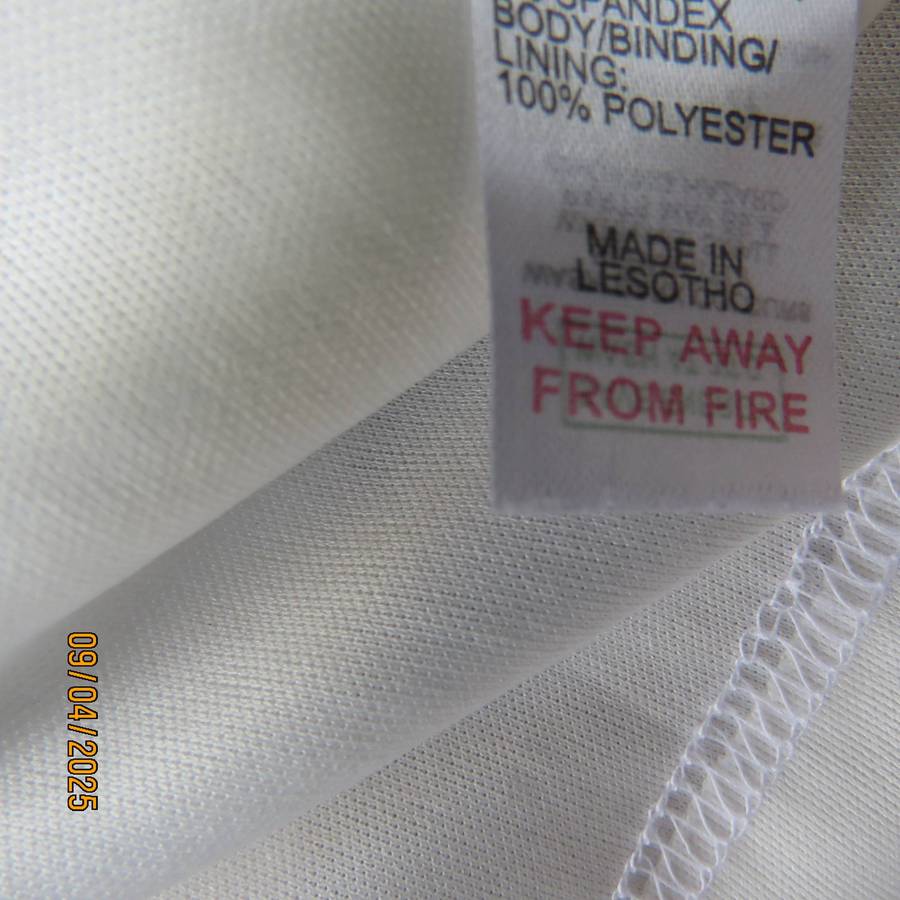 SPANDEX
BODY/BINDING/
LINING:
100% POLYESTER
MADE IN
LESOTHO
KEEP AWAY
FROM FIRE
09/04/2025